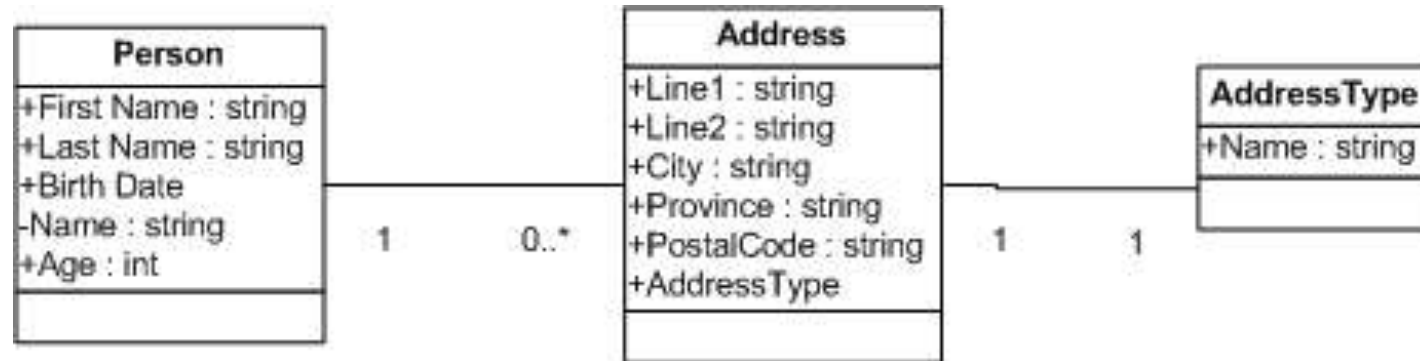 Person
+First Name : string
+Last Name : string
+Birth Date
-Name : string
+Age : int
1
0..*
Address
+Line1 : string
+Line2 : string
+City : string
+Province : string
+PostalCode : string
+AddressType
1
1
AddressType
+Name : string